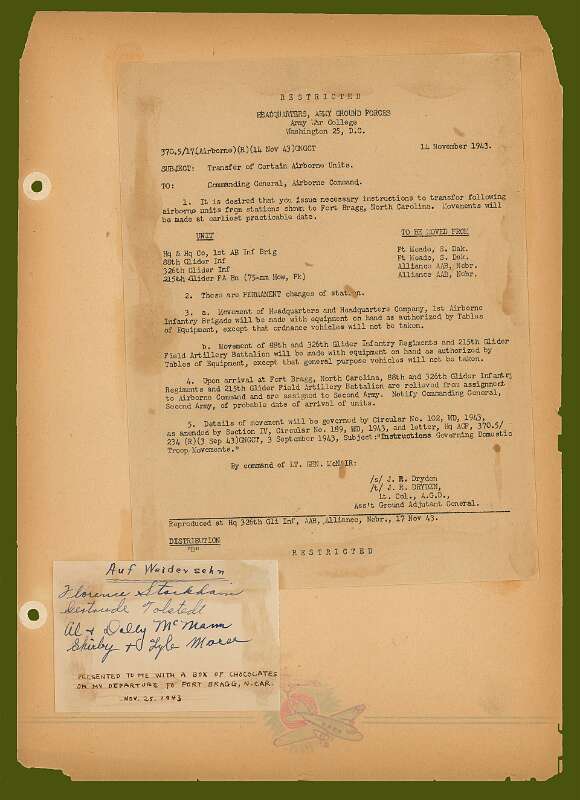 RESTRICTED
HEADQUARTERS, ARMY GROUND FORCES
Army War College
Washington 25, D.C.
370.5/17(Airborne)(R)(14 Nov 43)GNGCT 14 November 1943.
SUBJECT: Transfer of Certain Airborne Units.
TO: Commanding General, Airborne Command.
1. It is desired that you issue necessary instructions to transfer following
airborne units from stations shown to Fort Bragg, North Carolina. Movements will
be made at earliest practicable date.
UNIT TO BE MOVED FROM
Hq & Hq Co, 1st AB Inf Brig Ft Meade, S. Dak.
88th Glider Inf Ft Meade, S. Dak.
326th Glider Inf Alliance AAB, Nebr.
215th Glider FA Bn (75-mm How, Pk) Alliance AAB, Nebr.
2. These are PERMANENT changes of station.
3. a. Movement of Headquarters and Headquarters Company, 1st Airborne
Infantry Brigade will be made with equipment on hand as authorized by Tables
of Equipment, except that ordnance vehicles will not be taken.
b. Movement of 88th and 326th Glider Infantry Regiments and 215th Glider
Field Artillery Battalion will be made with equipment on hand as authorized by
Tables of Equipment, except that general purpose vehicles will not be taken.
4. Upon arrival at Fort Bragg, North Carolina, 88th and 326th Glider Infantry
Regiments and 215th Glider Field Artillery Battalion are relieved from assignment
to Airborne Command and are assigned to Second Army. Notify Commanding General,
Second Army, of probable date of arrival of units.
5. Details of movement will be governed by Circular No. 102, WD, 1943,
as amended by Section IV, Circular No. 189, WD, 1943, and letter, Hq AGF, 370.5/
234 (R)(3 Sep 43)GNGCT, 3 September 1943, Subject:"Instructions Governing Domestic
Troop Movements."
By command of LT. GEN. McNAIR:
/s/ J. R. Dryden
/t/ J. R. DRYDEN,
Lt. Col., A.G.D.,
Ass't Ground Adjutant General.
Reproduced at Hq 326th Gli Inf, AAB, Alliance, Nebr., 17 Nov 43.
DISTRIBUTION
"D"
RESTRICTED
Auf Weidersehn
Florence Stockham
Gertrude Tolstedt
Al & Dolly McMann
Shirby & Lyle
PRESENTED TO ME WITH A BOX OF CHOCOLATES
ON MY DEPARTURE TO FORT BRAGG, N-CAR.
NOV. 25. 1943